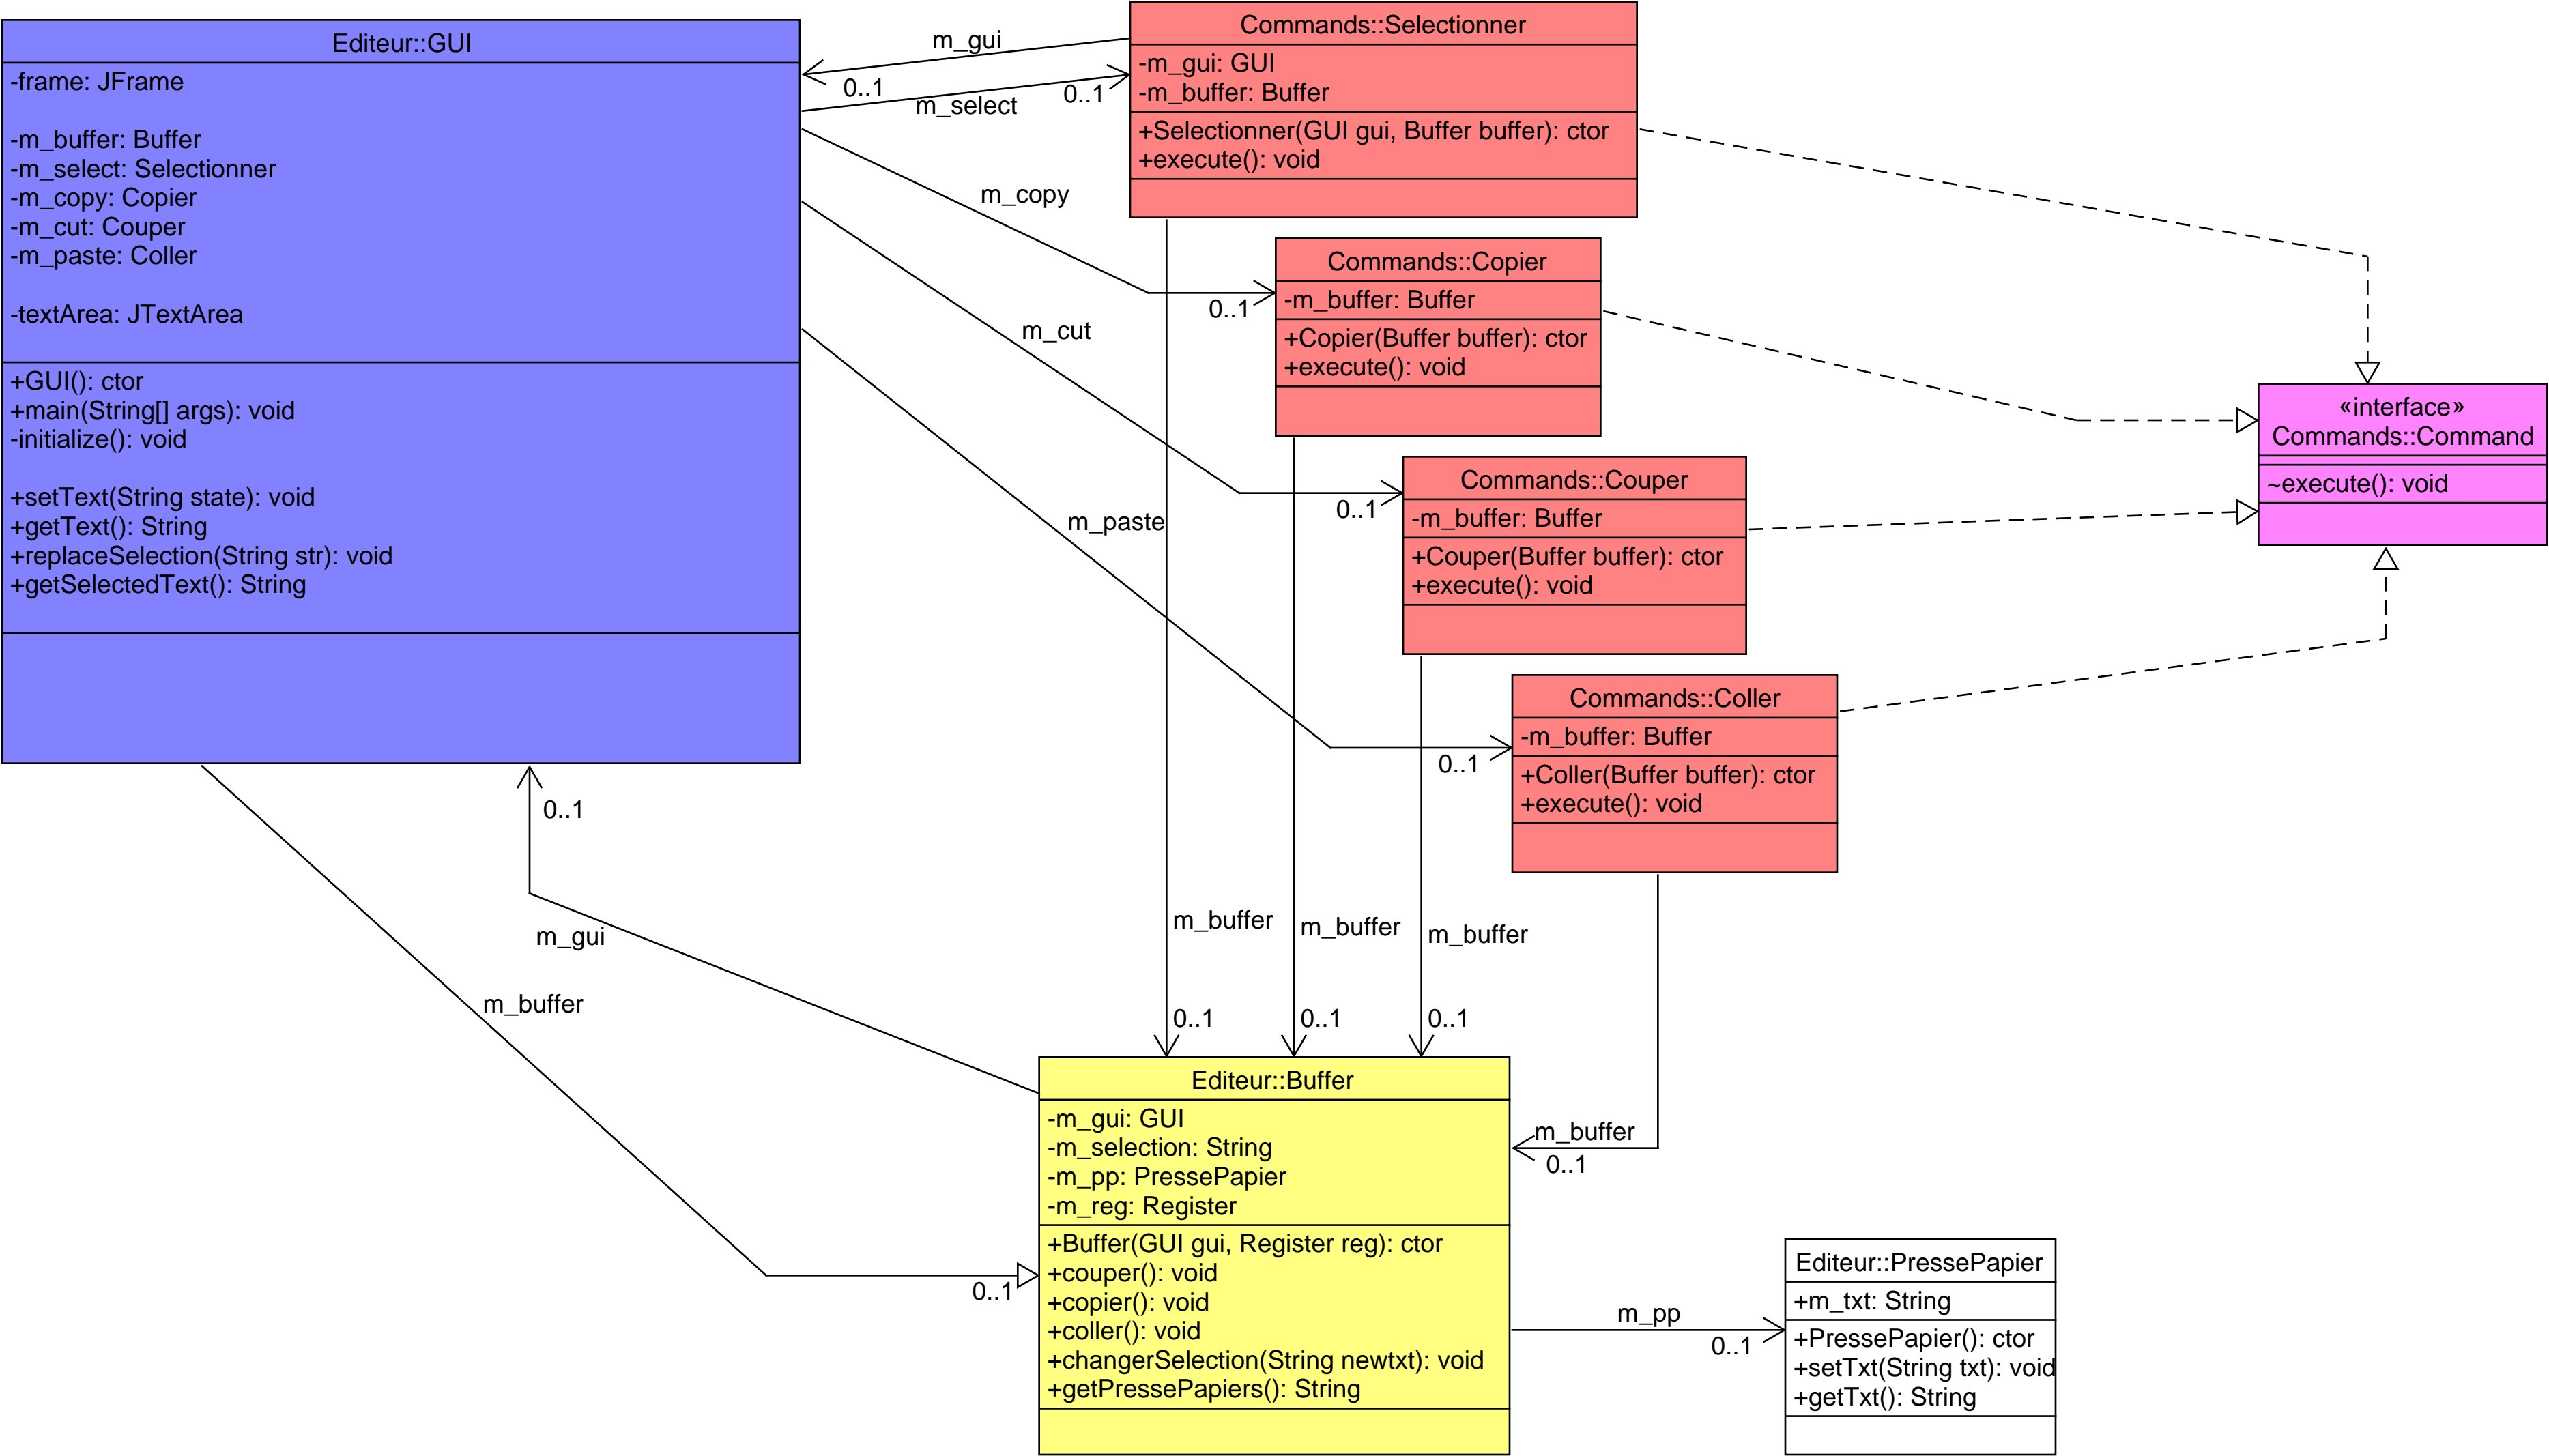 Editeur::GUI
-frame: JFrame
-m_buffer: Buffer
-m_select: Selectionner
-m_copy: Copier
-m_cut: Couper
-m_paste: Coller
-textArea: JTextArea
+GUI(): ctor
+main(String[] args): void
-initialize(): void
+setText(String state): void
+getText(): String
+replaceSelection(String str): void
+getSelectedText(): String
m_gui
0..1
m_select
0..1
m_copy
0..1
m_cut
0..1
m_paste
0..1
Commands::Selectionner
-m_gui: GUI
-m_buffer: Buffer
+Selectionner(GUI gui, Buffer buffer): ctor
+execute(): void
Commands::Copier
-m_buffer: Buffer
+Copier(Buffer buffer): ctor
+execute(): void
Commands::Couper
-m_buffer: Buffer
+Couper(Buffer buffer): ctor
+execute(): void
Commands::Coller
-m_buffer: Buffer
+Coller(Buffer buffer): ctor
+execute(): void
«interface»
Commands::Command
~execute(): void
0..1
m_gui
m_buffer
0..1
m_buffer
0..1
m_buffer
0..1
m_buffer
0..1
m_buffer
0..1
Editeur::Buffer
-m_gui: GUI
-m_selection: String
-m_pp: PressePapier
-m_reg: Register
+Buffer(GUI gui, Register reg): ctor
+couper(): void
+copier(): void
+coller(): void
+changerSelection(String newtxt): void
+getPressePapiers(): String
m_pp
0..1
Editeur::PressePapier
+m_txt: String
+PressePapier(): ctor
+setTxt(String txt): void
+getTxt(): String